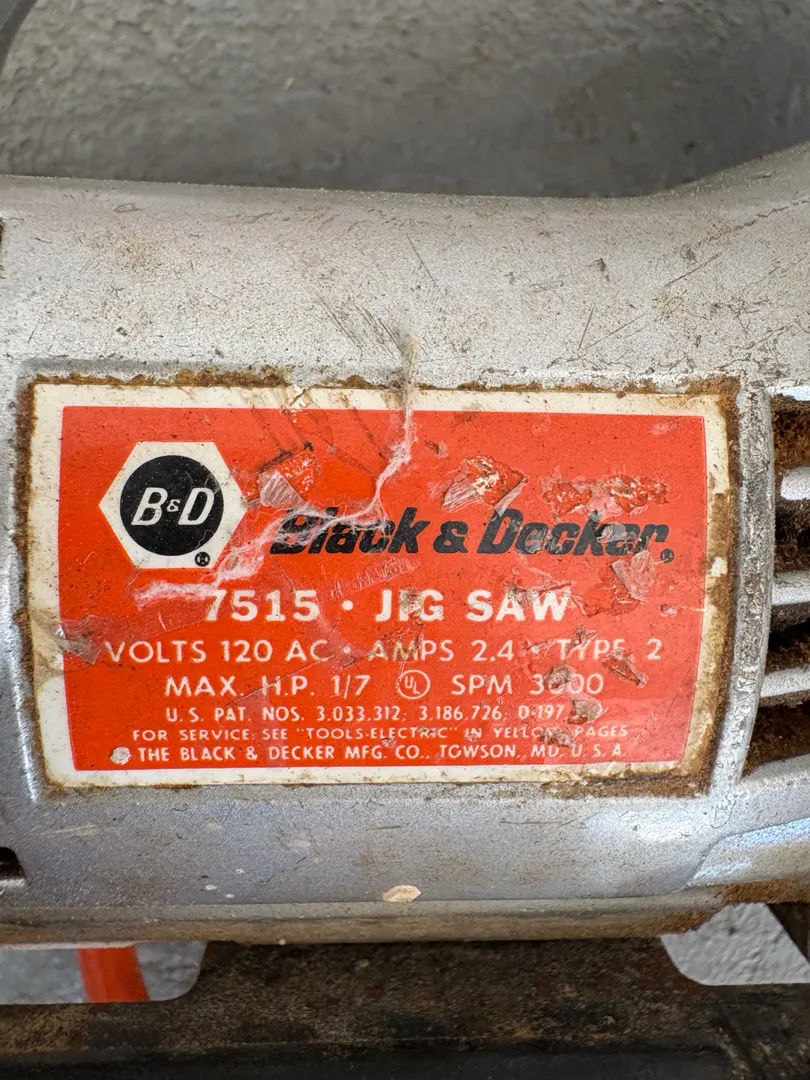 B&D
Black & Decker
7515 • JIG SAW
VOLTS 120 AC • AMPS 2.4 • TYPE 2
MAX. H.P. 1/7 UL SPM 3000
U.S. PAT. NOS. 3.033.312; 3.186.726;
FOR SERVICE SEE "TOOLS-ELECTRIC" IN YELLOW PAGES
THE BLACK & DECKER MFG. CO., TOWSON, MD., U.S.A.